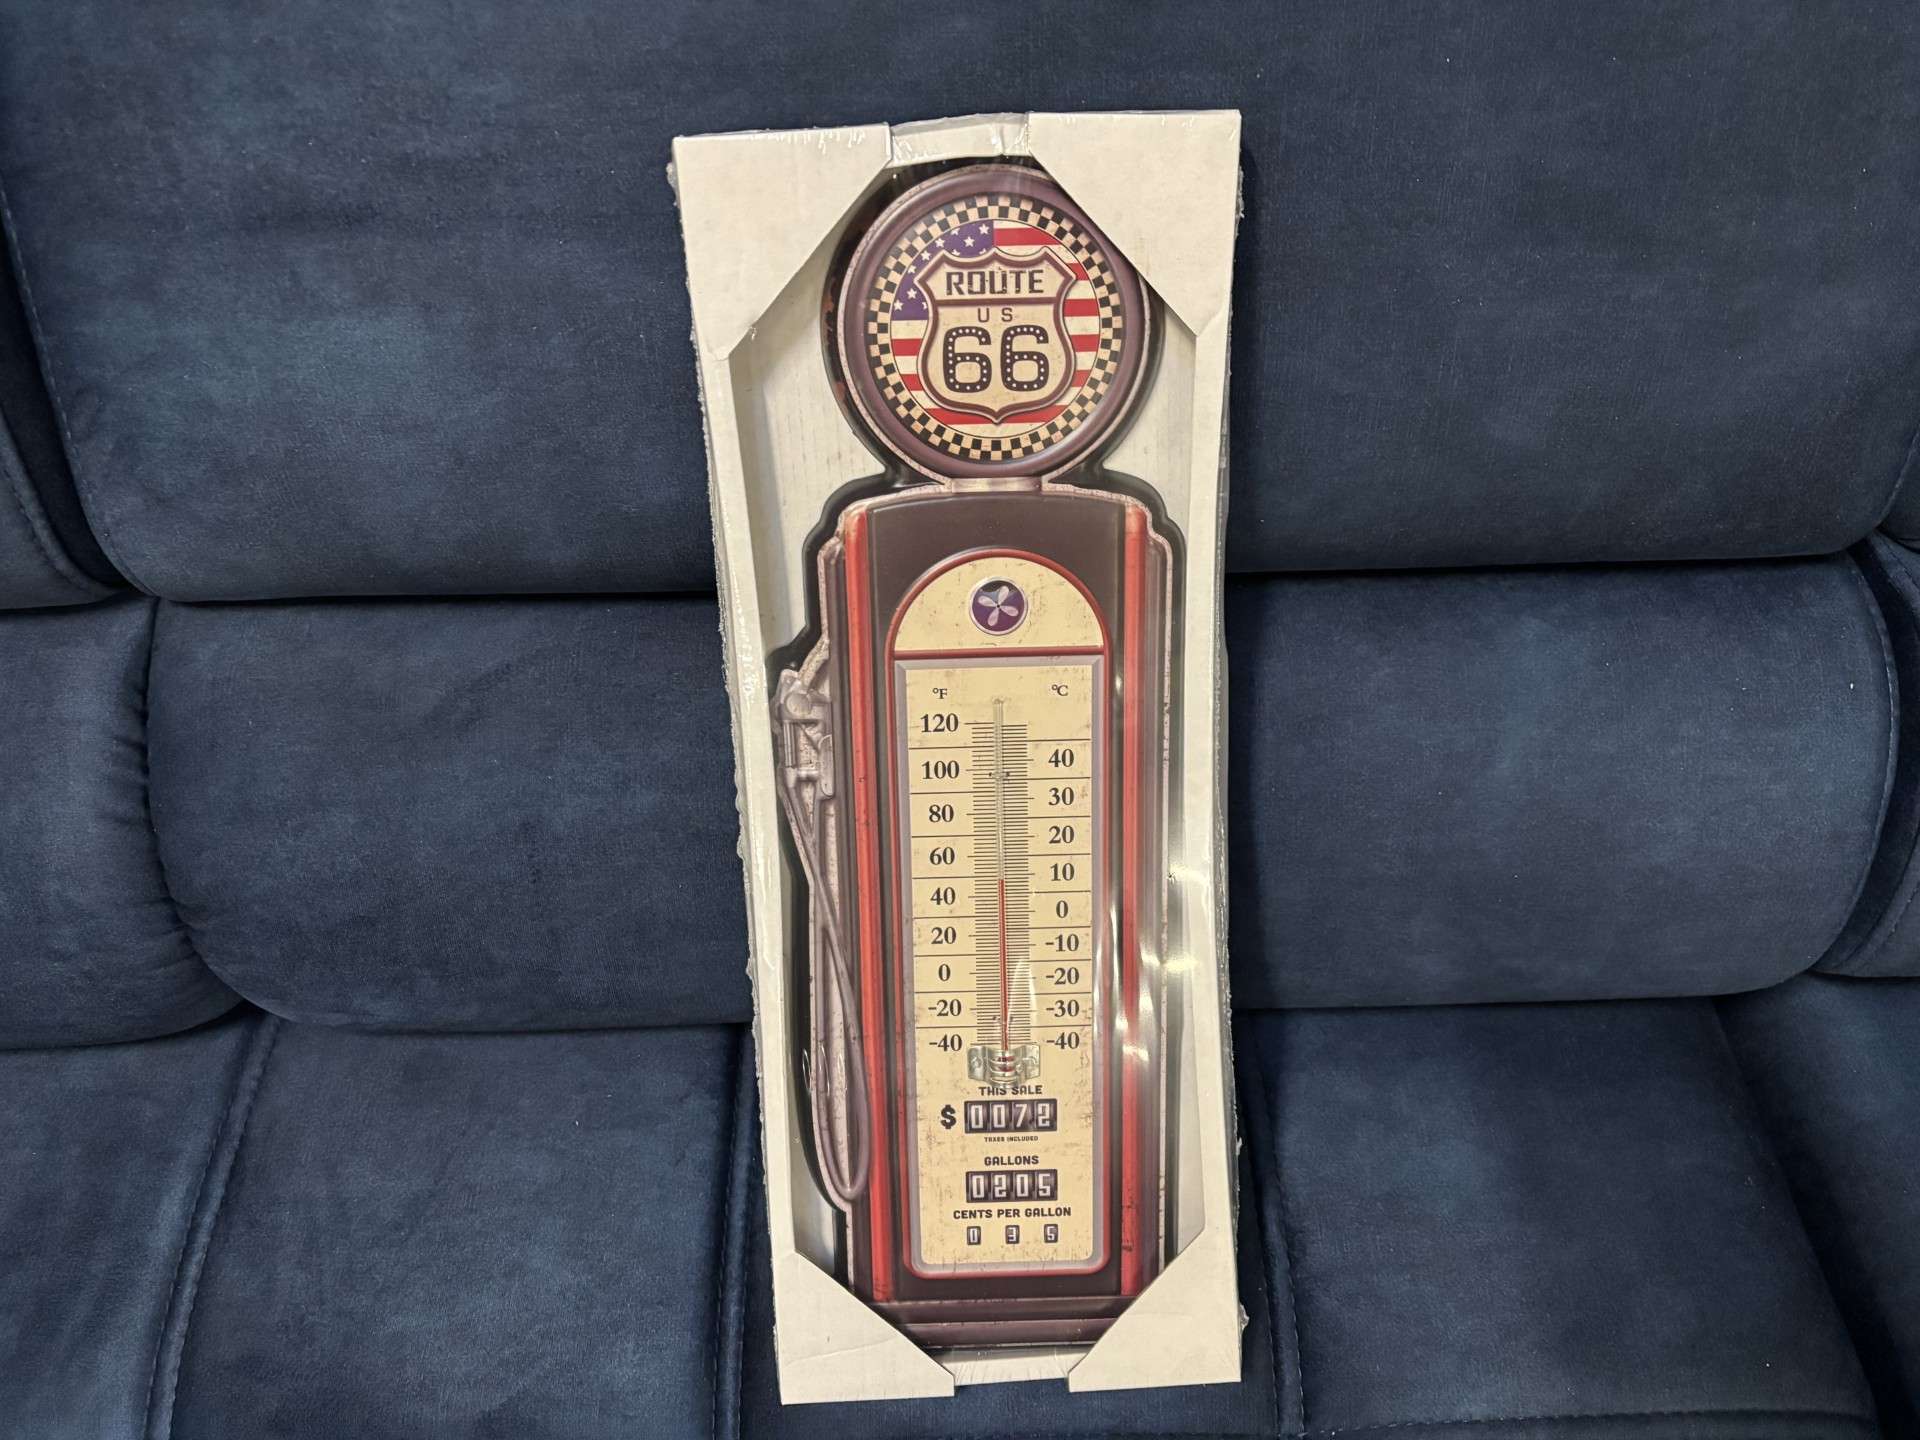 ROUTE
US
66
°F °C
120
40
100
30
80
20
60
10
40
0
20
-10
0
-20
-20
-30
-40
-40
THIS SALE
$ 0072
TAXES INCLUDED
GALLONS
0205
CENTS PER GALLON
0 3 5